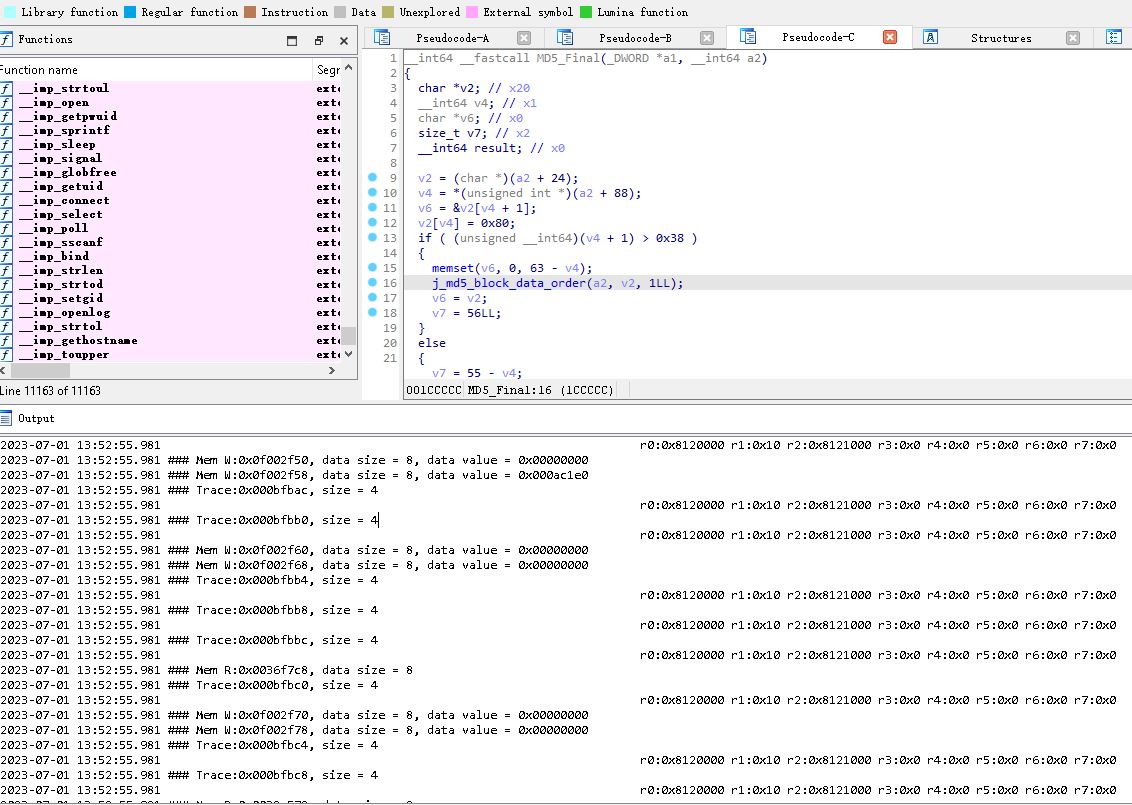 Library function Regular function Instruction Data Unexplored External symbol Lumina function
Functions
Function name Segr
__imp_strtoul exte
__imp_open exte
__imp_getpwuid exte
__imp_sprintf exte
__imp_sleep exte
__imp_signal exte
__imp_globfree exte
__imp_getuid exte
__imp_connect exte
__imp_select exte
__imp_poll exte
__imp_sscanf exte
__imp_bind exte
__imp_strlen exte
__imp_strtod exte
__imp_setgid exte
__imp_openlog exte
__imp_strtol exte
__imp_gethostname exte
__imp_toupper exte
Line 11163 of 11163
Pseudocode-A Pseudocode-B Pseudocode-C Structures
1 __int64 __fastcall MD5_Final(_DWORD *a1, __int64 a2)
2 {
3 char *v2; // x20
4 __int64 v4; // x1
5 char *v6; // x0
6 size_t v7; // x2
7 __int64 result; // x0
8
9 v2 = (char *)(a2 + 24);
10 v4 = *(unsigned int *)(a2 + 88);
11 v6 = &v2[v4 + 1];
12 v2[v4] = 0x80;
13 if ( (unsigned __int64)(v4 + 1) > 0x38 )
14 {
15 memset(v6, 0, 63 - v4);
16 j_md5_block_data_order(a2, v2, 1LL);
17 v6 = v2;
18 v7 = 56LL;
19 }
20 else
21 {
v7 = 55 - v4;
001CCCCC MD5_Final:16 (1CCCCC)
Output
2023-07-01 13:52:55.981 r0:0x8120000 r1:0x10 r2:0x8121000 r3:0x0 r4:0x0 r5:0x0 r6:0x0 r7:0x0
2023-07-01 13:52:55.981 ### Mem W:0x0f002f50, data size = 8, data value = 0x00000000
2023-07-01 13:52:55.981 ### Mem W:0x0f002f58, data size = 8, data value = 0x000ac1e0
2023-07-01 13:52:55.981 ### Trace:0x000bfbac, size = 4
2023-07-01 13:52:55.981 r0:0x8120000 r1:0x10 r2:0x8121000 r3:0x0 r4:0x0 r5:0x0 r6:0x0 r7:0x0
2023-07-01 13:52:55.981 ### Trace:0x000bfbb0, size = 4
2023-07-01 13:52:55.981 r0:0x8120000 r1:0x10 r2:0x8121000 r3:0x0 r4:0x0 r5:0x0 r6:0x0 r7:0x0
2023-07-01 13:52:55.981 ### Mem W:0x0f002f60, data size = 8, data value = 0x00000000
2023-07-01 13:52:55.981 ### Mem W:0x0f002f68, data size = 8, data value = 0x00000000
2023-07-01 13:52:55.981 ### Trace:0x000bfbb4, size = 4
2023-07-01 13:52:55.981 r0:0x8120000 r1:0x10 r2:0x8121000 r3:0x0 r4:0x0 r5:0x0 r6:0x0 r7:0x0
2023-07-01 13:52:55.981 ### Trace:0x000bfbb8, size = 4
2023-07-01 13:52:55.981 r0:0x8120000 r1:0x10 r2:0x8121000 r3:0x0 r4:0x0 r5:0x0 r6:0x0 r7:0x0
2023-07-01 13:52:55.981 ### Trace:0x000bfbbc, size = 4
2023-07-01 13:52:55.981 r0:0x8120000 r1:0x10 r2:0x8121000 r3:0x0 r4:0x0 r5:0x0 r6:0x0 r7:0x0
2023-07-01 13:52:55.981 ### Mem R:0x0036f7c8, data size = 8
2023-07-01 13:52:55.981 ### Trace:0x000bfbc0, size = 4
2023-07-01 13:52:55.981 r0:0x8120000 r1:0x10 r2:0x8121000 r3:0x0 r4:0x0 r5:0x0 r6:0x0 r7:0x0
2023-07-01 13:52:55.981 ### Mem W:0x0f002f70, data size = 8, data value = 0x00000000
2023-07-01 13:52:55.981 ### Mem W:0x0f002f78, data size = 8, data value = 0x00000000
2023-07-01 13:52:55.981 ### Trace:0x000bfbc4, size = 4
2023-07-01 13:52:55.981 r0:0x8120000 r1:0x10 r2:0x8121000 r3:0x0 r4:0x0 r5:0x0 r6:0x0 r7:0x0
2023-07-01 13:52:55.981 ### Trace:0x000bfbc8, size = 4
2023-07-01 13:52:55.981 r0:0x8120000 r1:0x10 r2:0x8121000 r3:0x0 r4:0x0 r5:0x0 r6:0x0 r7:0x0